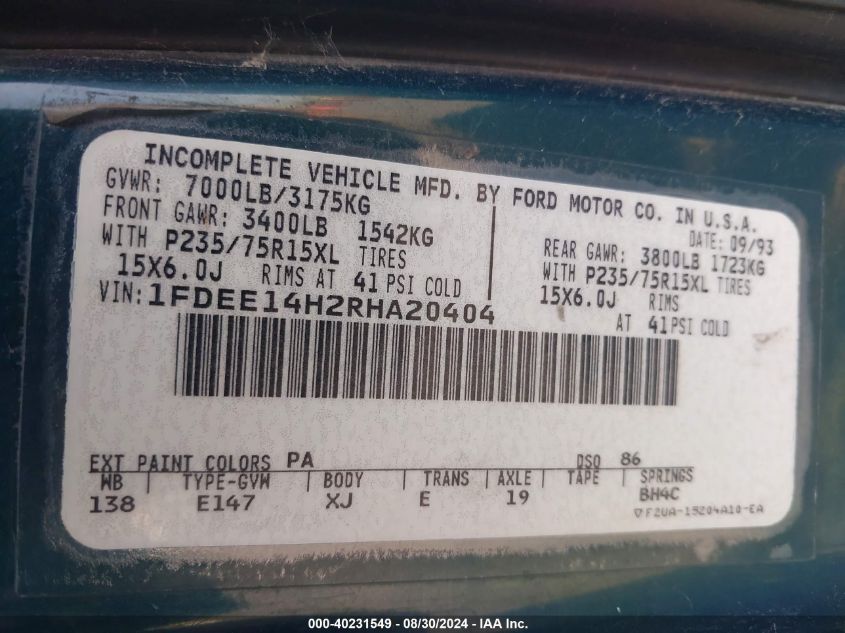 INCOMPLETE VEHICLE MFD. BY FORD MOTOR CO. IN U.S.A.
GVWR: 7000LB/3175KG
DATE: 09/93
FRONT GAWR: 3400LB 1542KG
WITH P235/75R15XL TIRES
15X6.0J RIMS AT 41 PSI COLD
REAR GAWR: 3800LB 1723KG
WITH P235/75R15XL TIRES
15X6.0J RIMS
AT 41 PSI COLD
VIN: 1FDEE14H2RHA20404
EXT PAINT COLORS PA DSO 86
WB | TYPE-GVW | BODY | TRANS | AXLE | TAPE | SPRINGS
138 E147 XJ E 19 BH4C
▽F2UA-15204A10-EA
000-40231549 - 08/30/2024 - IAA Inc.